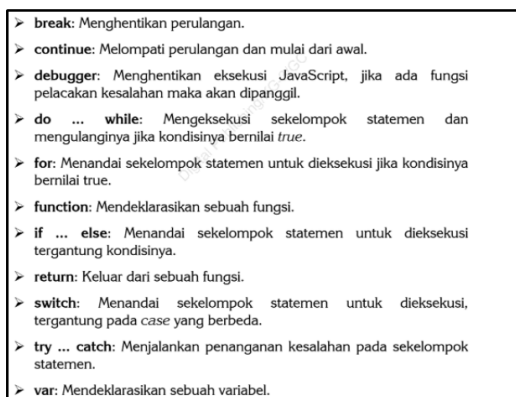 ➢ break: Menghentikan perulangan.
➢ continue: Melompati perulangan dan mulai dari awal.
➢ debugger: Menghentikan eksekusi JavaScript, jika ada fungsi
pelacakan kesalahan maka akan dipanggil.
➢ do ... while: Mengeksekusi sekelompok statemen dan
mengulanginya jika kondisinya bernilai true.
➢ for: Menandai sekelompok statemen untuk dieksekusi jika kondisinya
bernilai true.
➢ function: Mendeklarasikan sebuah fungsi.
➢ if ... else: Menandai sekelompok statemen untuk dieksekusi
tergantung kondisinya.
➢ return: Keluar dari sebuah fungsi.
➢ switch: Menandai sekelompok statemen untuk dieksekusi,
tergantung pada case yang berbeda.
➢ try ... catch: Menjalankan penanganan kesalahan pada sekelompok
statemen.
➢ var: Mendeklarasikan sebuah variabel.